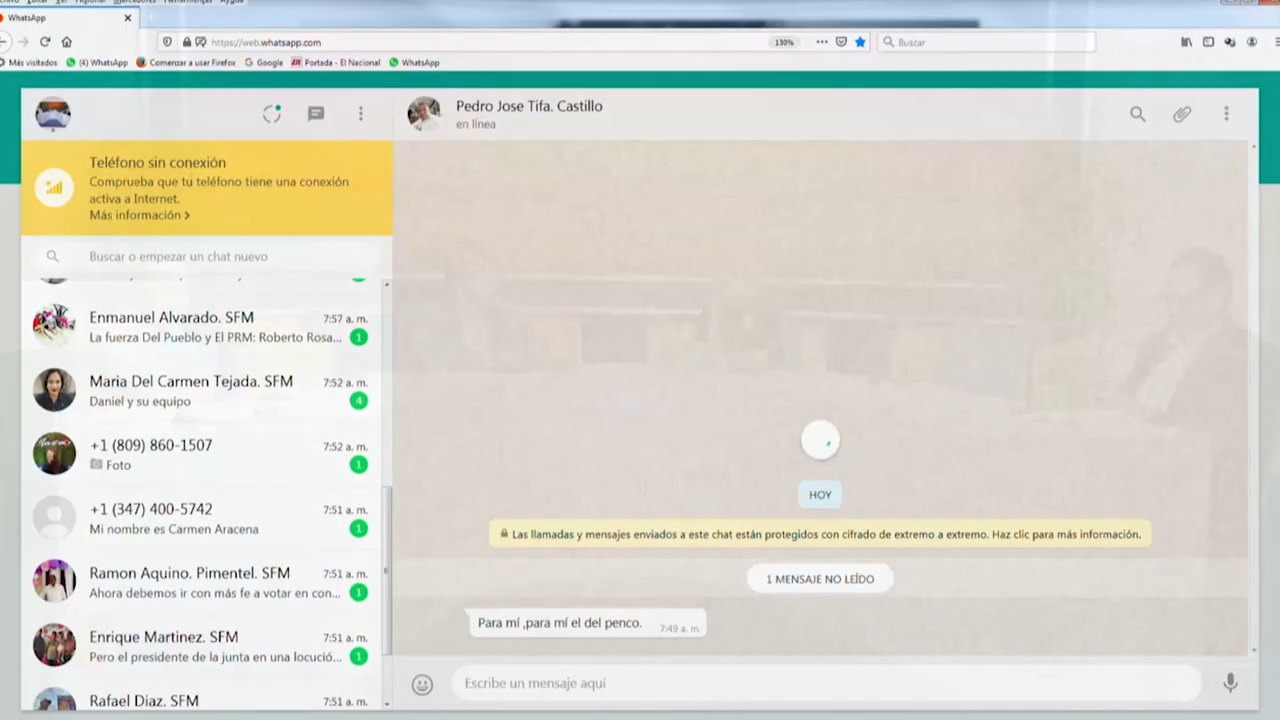 Marcadores Herramientas Ayuda
WhatsApp
https://web.whatsapp.com
130%
Buscar
Más visitados
(4) WhatsApp
Comenzar a usar Firefox
Google
Portada - El Nacional
WhatsApp
Teléfono sin conexión
Comprueba que tu teléfono tiene una conexión
activa a Internet.
Más información >
Buscar o empezar un chat nuevo
Enmanuel Alvarado. SFM 7:57 a. m.
La fuerza Del Pueblo y El PRM: Roberto Rosa... 1
Maria Del Carmen Tejada. SFM 7:52 a. m.
Daniel y su equipo 4
+1 (809) 860-1507 7:52 a. m.
Foto 1
+1 (347) 400-5742 7:51 a. m.
Mi nombre es Carmen Aracena 1
Ramon Aquino. Pimentel. SFM 7:51 a. m.
Ahora debemos ir con más fe a votar en con... 1
Enrique Martinez. SFM 7:51 a. m.
Pero el presidente de la junta en una locució... 1
Rafael Diaz. SFM 7:51 a. m.
Pedro Jose Tifa. Castillo
en línea
HOY
Las llamadas y mensajes enviados a este chat están protegidos con cifrado de extremo a extremo. Haz clic para más información.
1 MENSAJE NO LEÍDO
Para mí ,para mí el del penco. 7:49 a. m.
Escribe un mensaje aquí